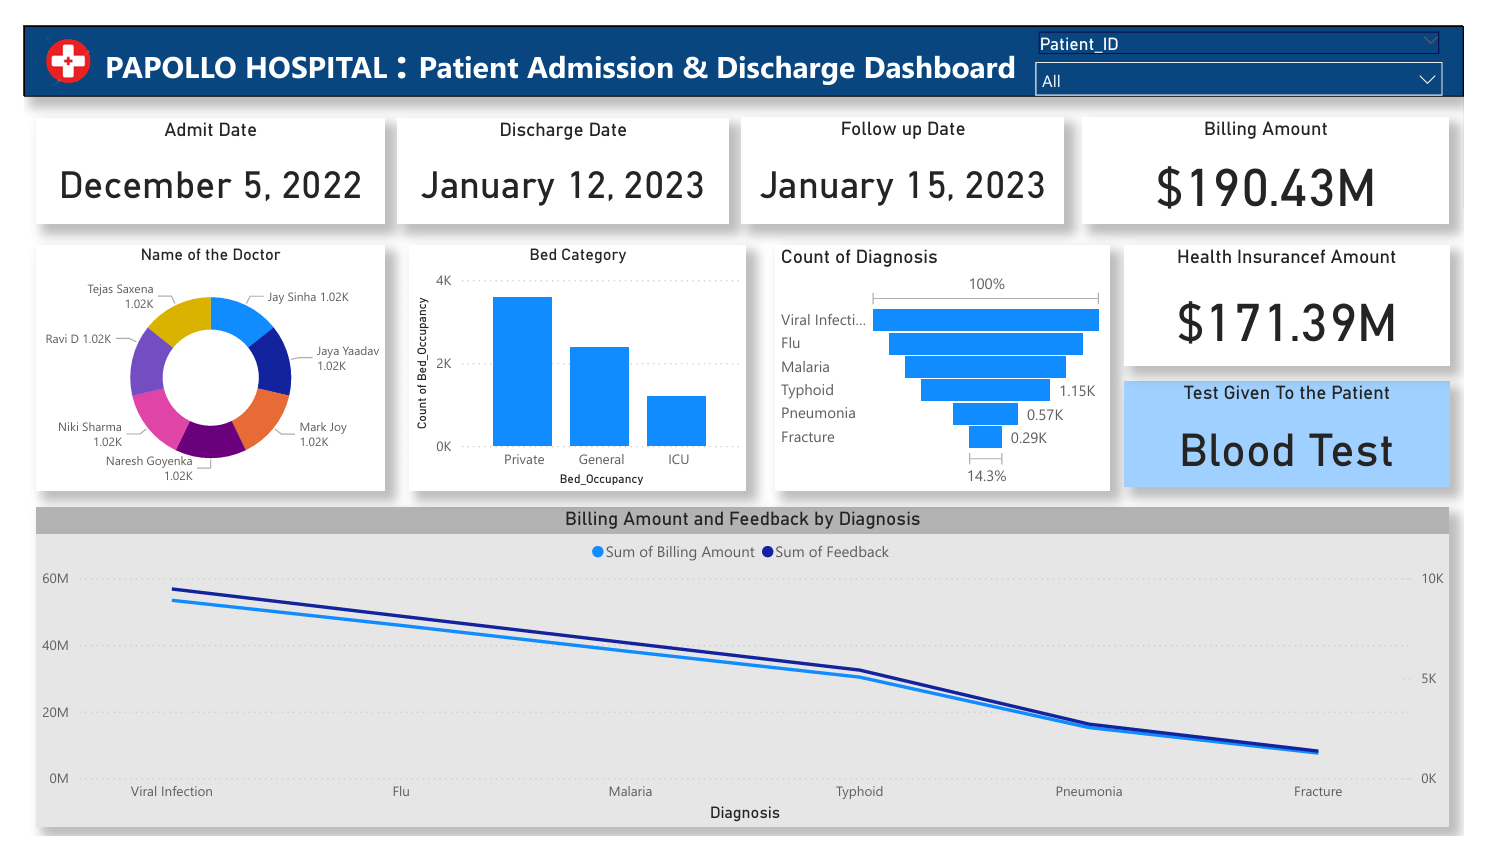 PAPOLLO HOSPITAL : Patient Admission & Discharge Dashboard
Patient_ID
All
Admit Date
December 5, 2022
Discharge Date
January 12, 2023
Follow up Date
January 15, 2023
Billing Amount
$190.43M
Name of the Doctor
Tejas Saxena
1.02K
Jay Sinha 1.02K
Ravi D 1.02K
Jaya Yaadav
1.02K
Niki Sharma
1.02K
Mark Joy
1.02K
Naresh Goyenka
1.02K
Bed Category
Count of Bed_Occupancy
4K
2K
0K
Private
General
ICU
Bed_Occupancy
Count of Diagnosis
100%
Viral Infecti...
Flu
Malaria
Typhoid
1.15K
Pneumonia
0.57K
Fracture
0.29K
14.3%
Health Insurancef Amount
$171.39M
Test Given To the Patient
Blood Test
Billing Amount and Feedback by Diagnosis
Sum of Billing Amount
Sum of Feedback
60M
40M
20M
0M
10K
5K
0K
Viral Infection
Flu
Malaria
Typhoid
Pneumonia
Fracture
Diagnosis